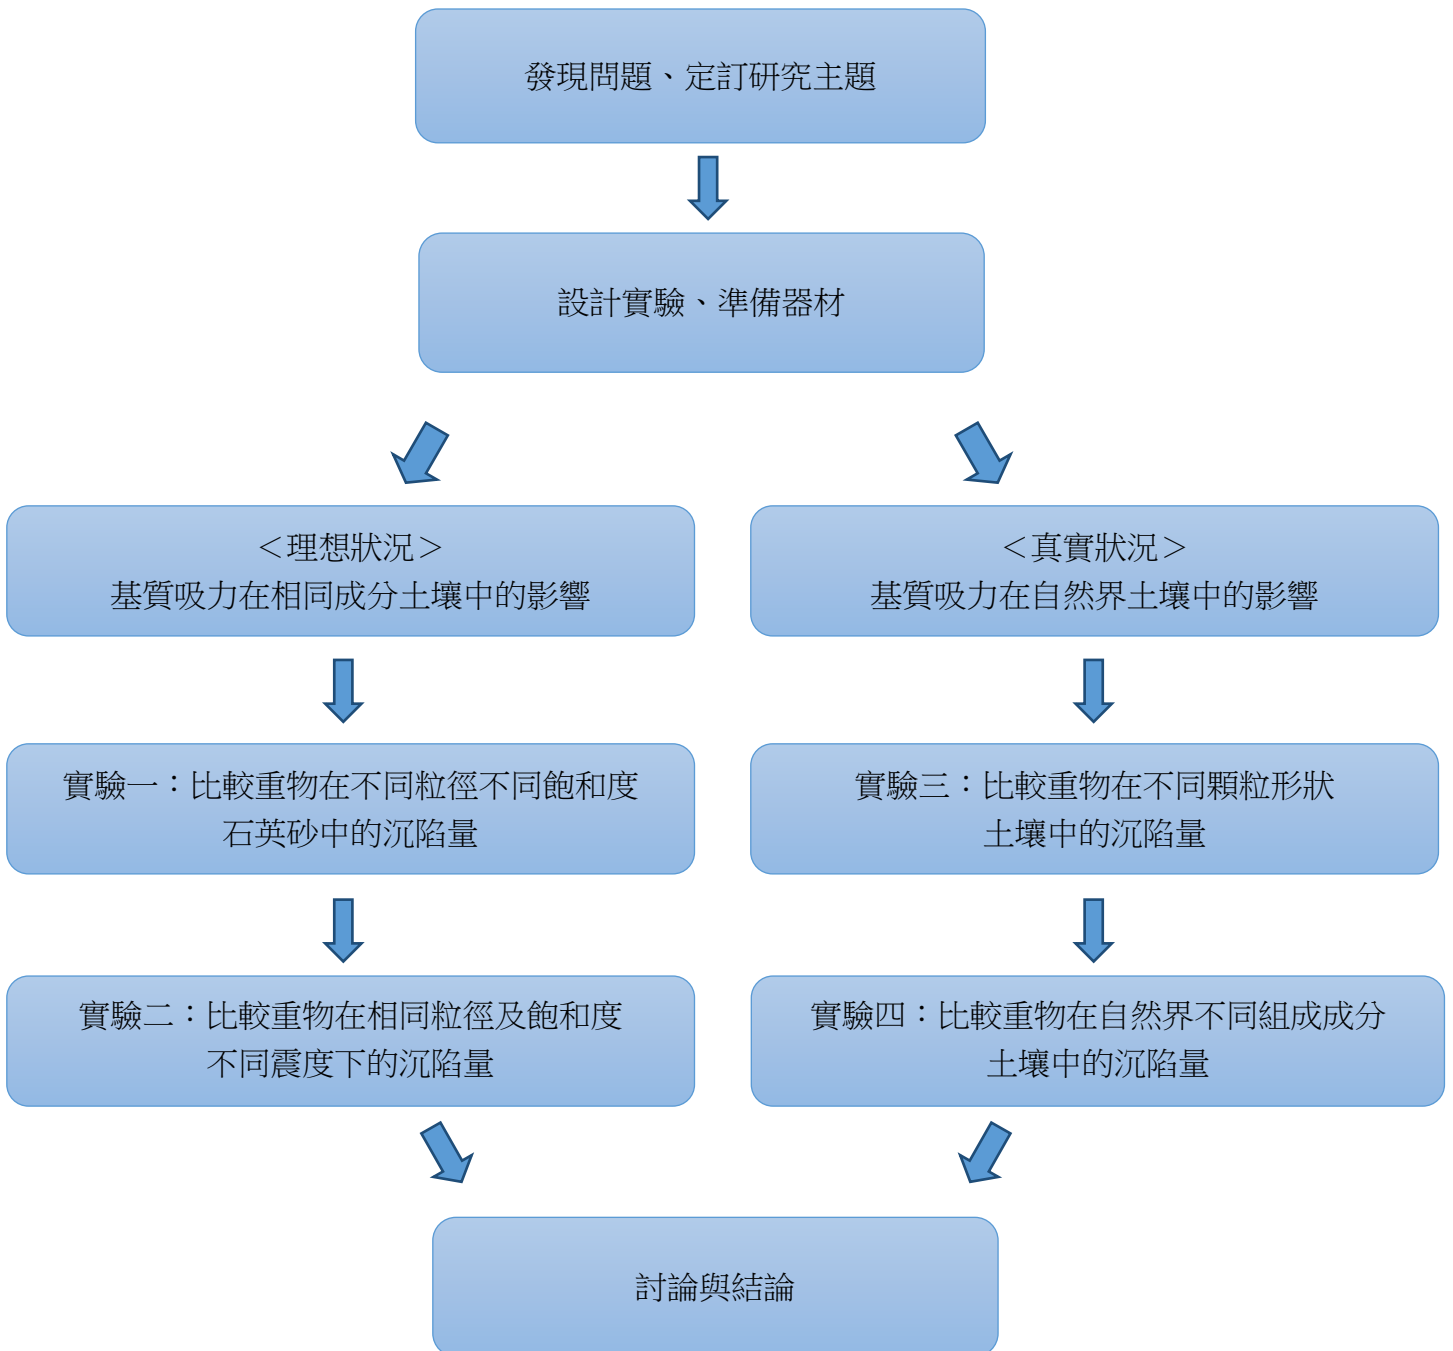 發現問題、定訂研究主題
設計實驗、準備器材
＜理想狀況＞
基質吸力在相同成分土壤中的影響
＜真實狀況＞
基質吸力在自然界土壤中的影響
實驗一：比較重物在不同粒徑不同飽和度
石英砂中的沉陷量
實驗三：比較重物在不同顆粒形狀
土壤中的沉陷量
實驗二：比較重物在相同粒徑及飽和度
不同震度下的沉陷量
實驗四：比較重物在自然界不同組成成分
土壤中的沉陷量
討論與結論